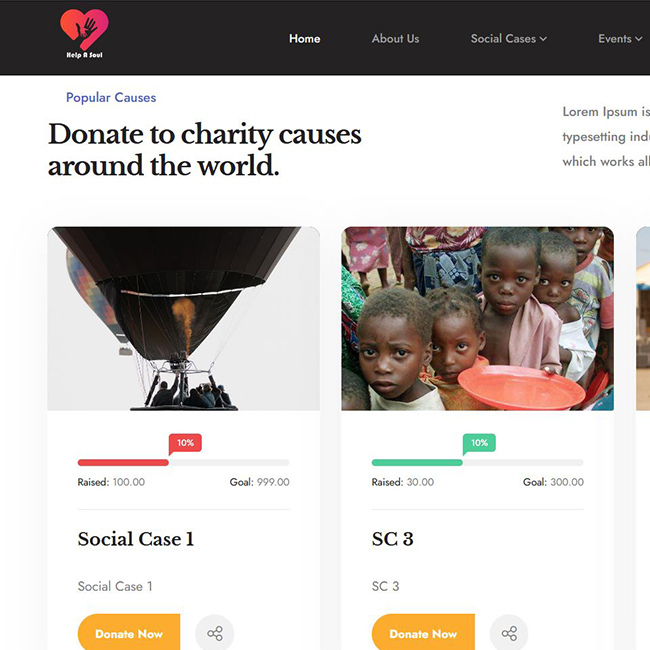 Help A Soul
Home
About Us
Social Cases
Events
Popular Causes
Donate to charity causes
around the world.
Lorem Ipsum is
typesetting indu
which works all
10%
Raised: 100.00
Goal: 999.00
Social Case 1
Social Case 1
Donate Now
10%
Raised: 30.00
Goal: 300.00
SC 3
SC 3
Donate Now